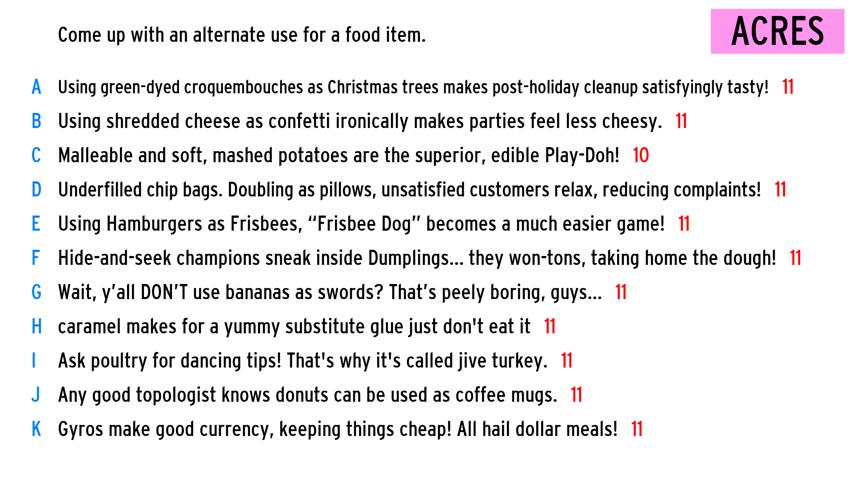 Come up with an alternate use for a food item.
ACRES
A Using green-dyed croquembouches as Christmas trees makes post-holiday cleanup satisfyingly tasty! 11
B Using shredded cheese as confetti ironically makes parties feel less cheesy. 11
C Malleable and soft, mashed potatoes are the superior, edible Play-Doh! 10
D Underfilled chip bags. Doubling as pillows, unsatisfied customers relax, reducing complaints! 11
E Using Hamburgers as Frisbees, “Frisbee Dog” becomes a much easier game! 11
F Hide-and-seek champions sneak inside Dumplings... they won-tons, taking home the dough! 11
G Wait, y’all DON’T use bananas as swords? That’s peely boring, guys... 11
H caramel makes for a yummy substitute glue just don't eat it 11
I Ask poultry for dancing tips! That's why it's called jive turkey. 11
J Any good topologist knows donuts can be used as coffee mugs. 11
K Gyros make good currency, keeping things cheap! All hail dollar meals! 11